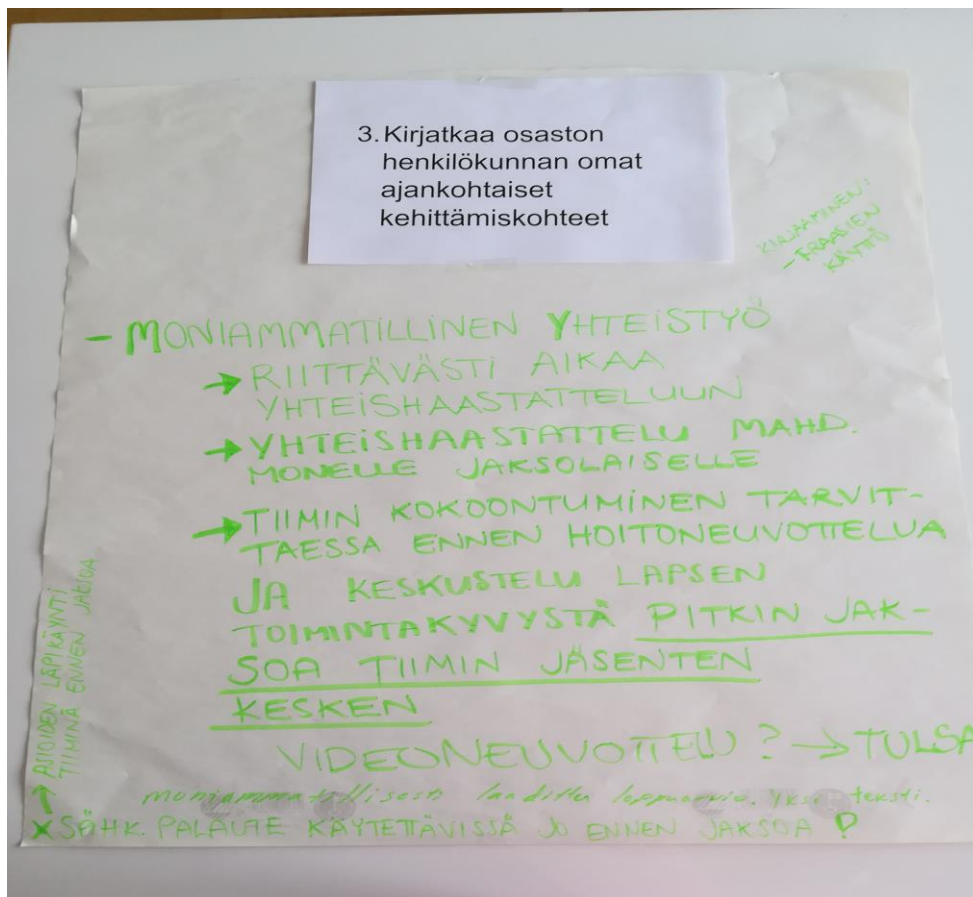 3. Kirjatkaa osaston
henkilökunnan omat
ajankohtaiset
kehittämiskohteet
KIRJAAMINEN:
- FRAASIEN
KÄYTTÖ
- MONIAMMATILLINEN YHTEISTYÖ
→ RIITTÄVÄSTI AIKAA
YHTEISHAASTATTELUUN
→ YHTEISHAASTATTELU MAHD.
MONELLE JAKSOLAISELLE
→ TIIMIN KOKOONTUMINEN TARVIT-
TAESSA ENNEN HOITONEUVOTTELUA
JA KESKUSTELU LAPSEN
TOIMINTAKYVYSTÄ PITKIN JAK-
SOA TIIMIN JÄSENTEN
KESKEN
VIDEONEUVOTTELU? → TULSA
moniammatillisesti laadittu loppuarvio. Yksi teksti.
X SÄHK. PALAUTE KÄYTETTÄVISSÄ JO ENNEN JAKSOA?
→ ASIOIDEN LÄPIKÄYNTI
TIIMINÄ ENNEN JAKSOA